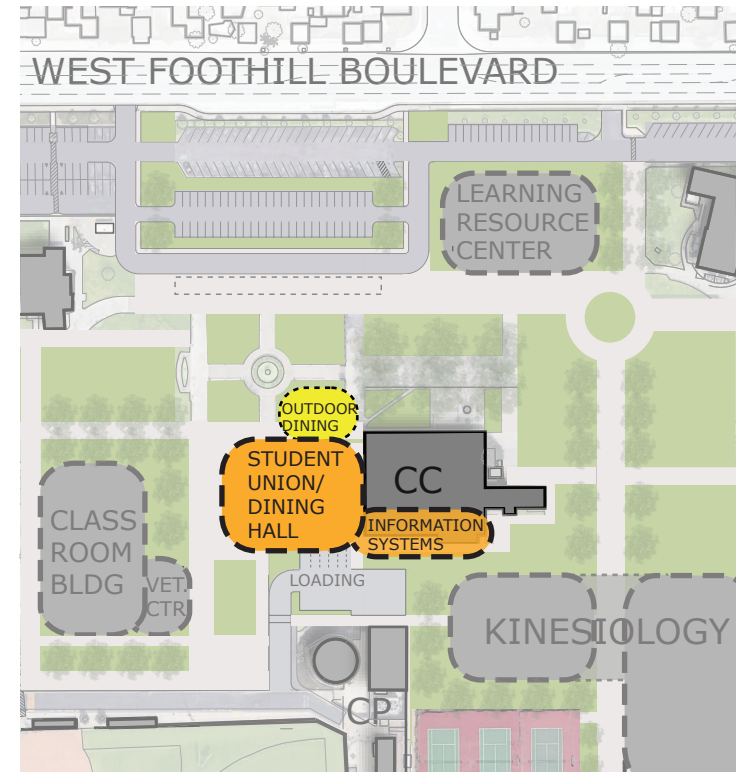 WEST FOOTHILL BOULEVARD
LEARNING
RESOURCE
CENTER
OUTDOOR
DINING
STUDENT
UNION/
DINING
HALL
CC
INFORMATION
SYSTEMS
CLASS
ROOM
BLDG
VET.
CTR
LOADING
KINESIOLOGY
CP